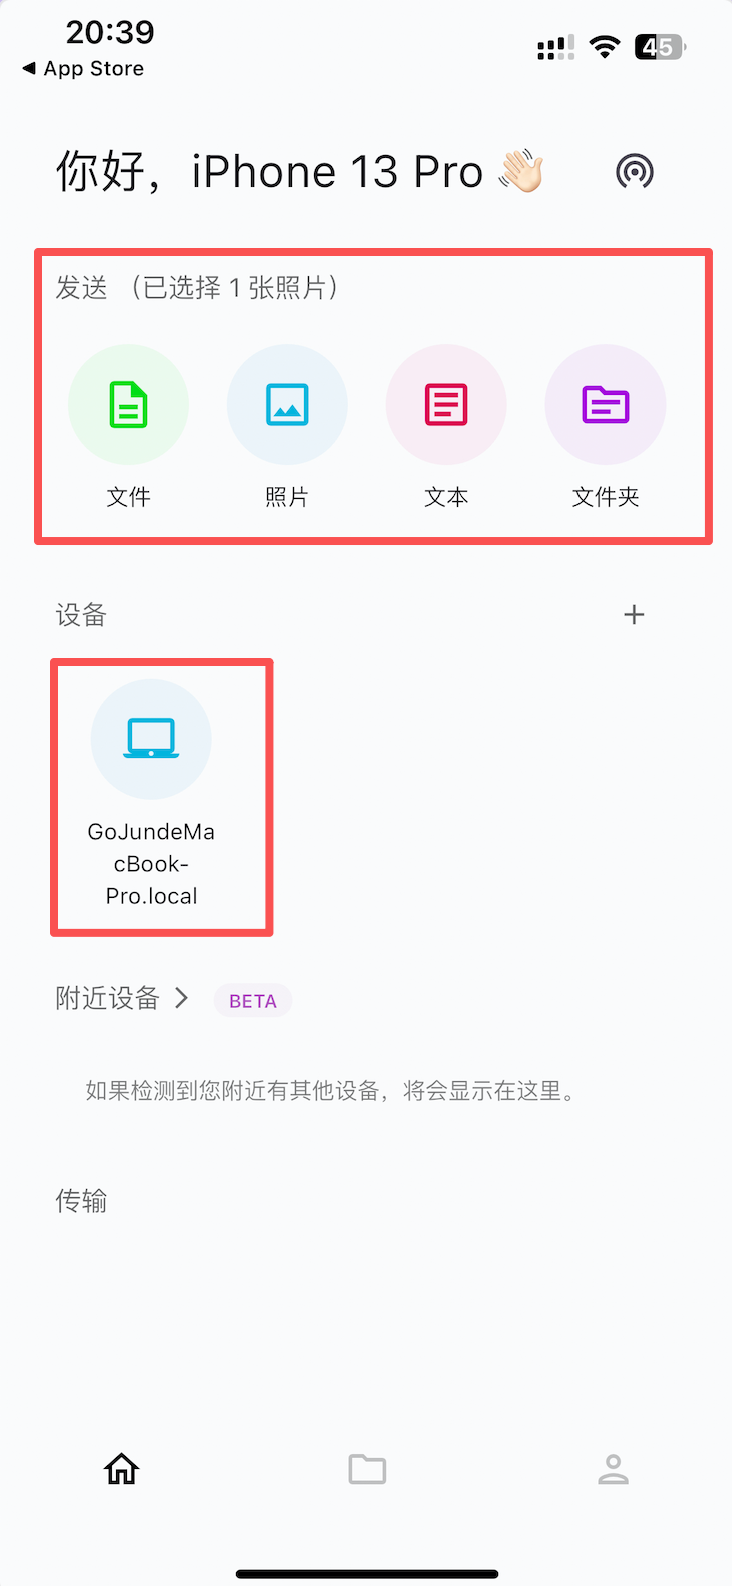 20:39
45
◀ App Store
你好，iPhone 13 Pro 👋🏻
发送 （已选择 1 张照片）
文件
照片
文本
文件夹
设备
GoJundeMa
cBook-
Pro.local
附近设备
BETA
如果检测到您附近有其他设备，将会显示在这里。
传输